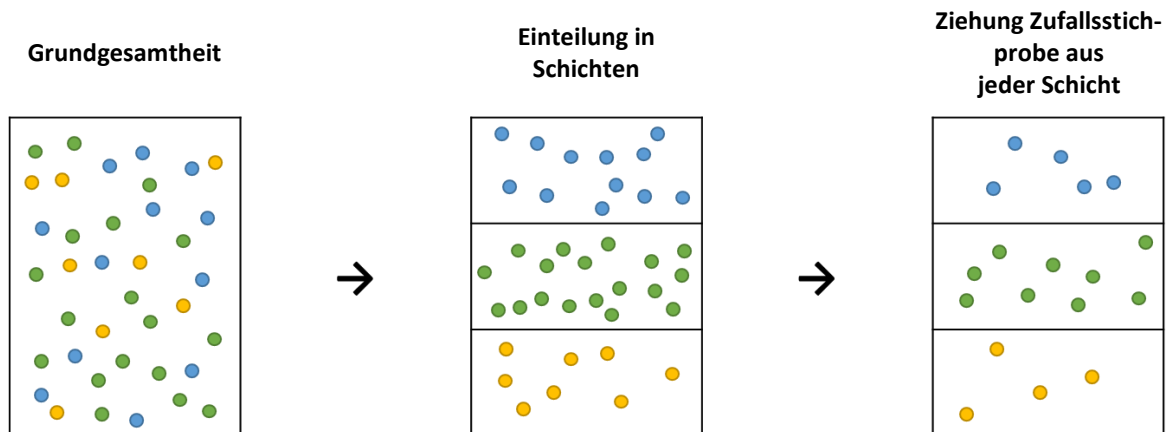 Grundgesamtheit
Einteilung in
Schichten
Ziehung Zufallsstich-
probe aus
jeder Schicht